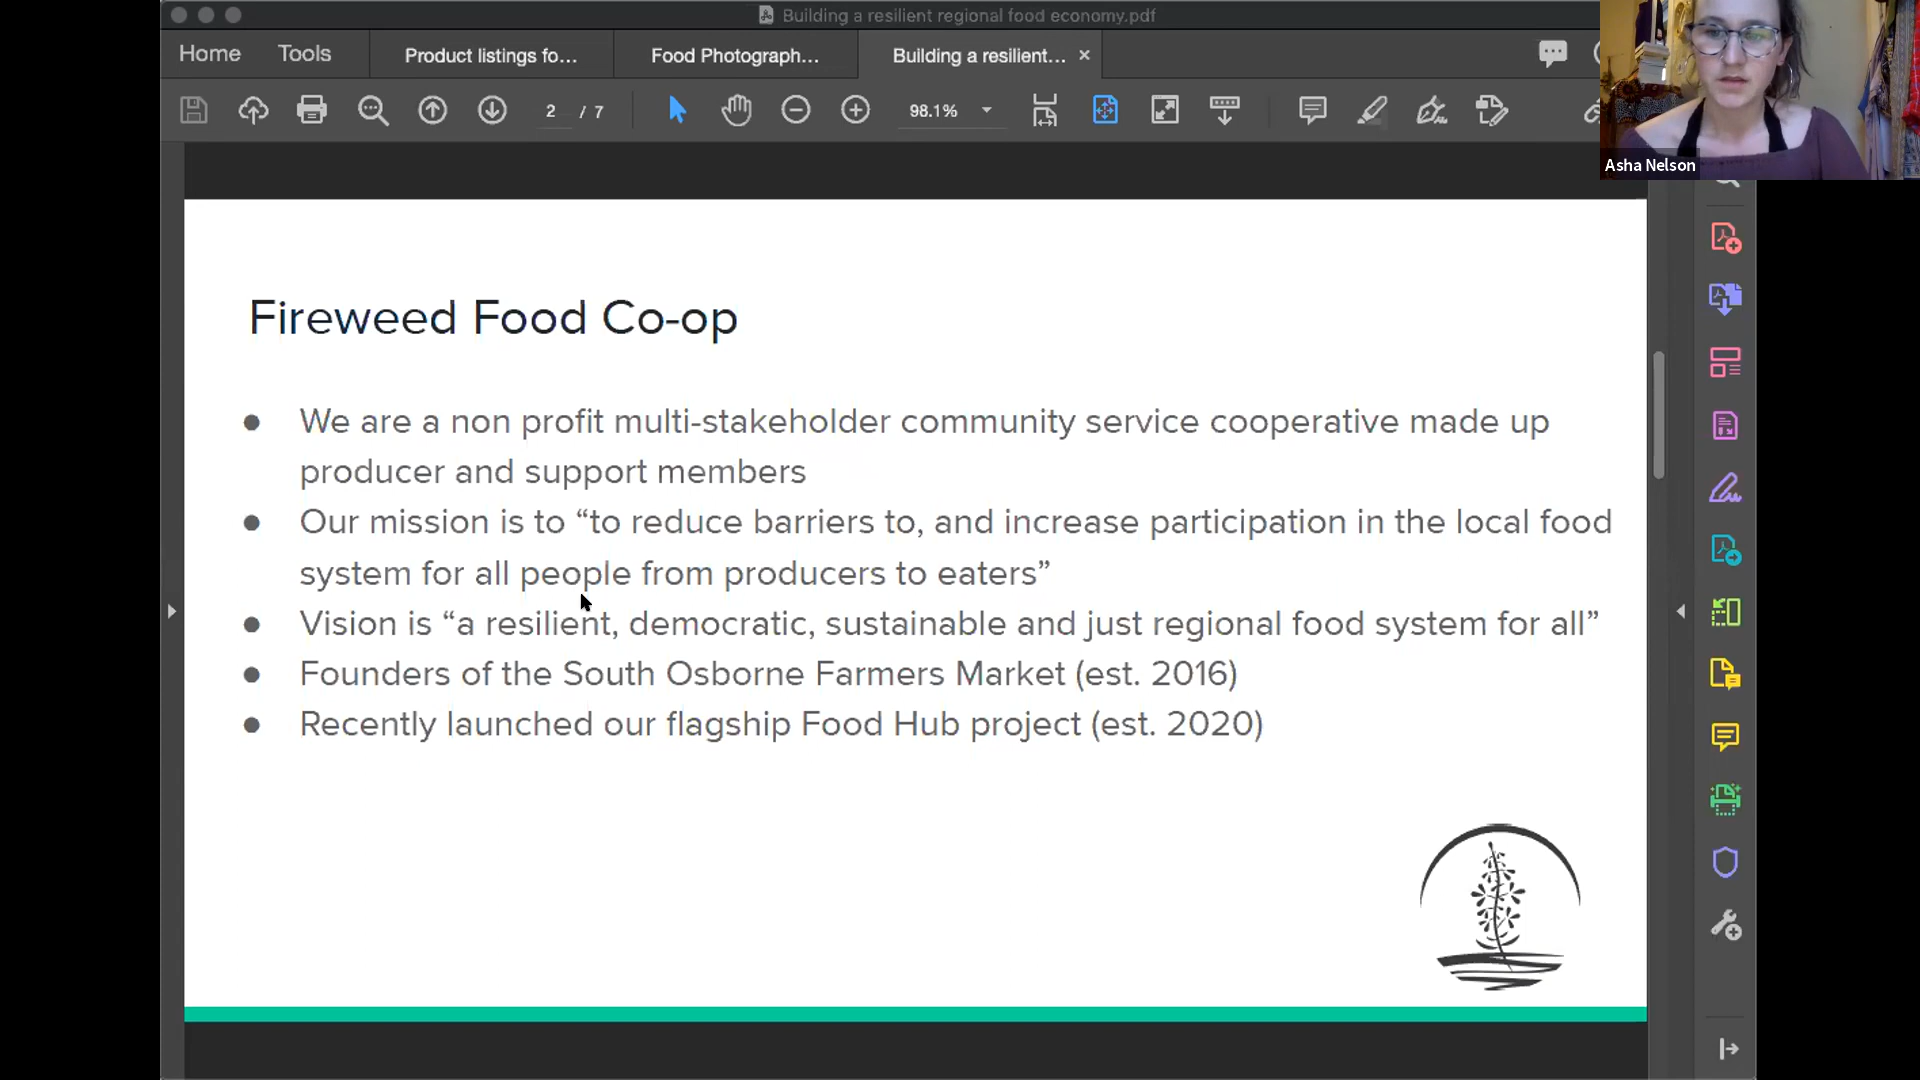 Building a resilient regional food economy.pdf
Home Tools Product listings fo... Food Photograph... Building a resilient...
2 / 7 98.1%
Asha Nelson
Fireweed Food Co-op
● We are a non profit multi-stakeholder community service cooperative made up
producer and support members
● Our mission is to “to reduce barriers to, and increase participation in the local food
system for all people from producers to eaters”
● Vision is “a resilient, democratic, sustainable and just regional food system for all”
● Founders of the South Osborne Farmers Market (est. 2016)
● Recently launched our flagship Food Hub project (est. 2020)